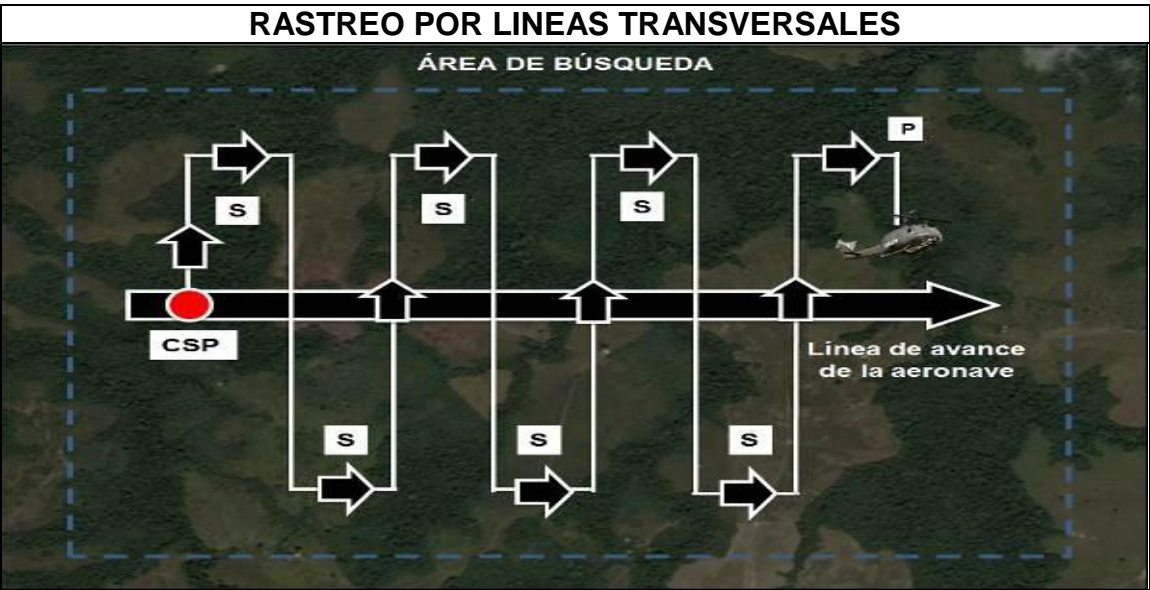 RASTREO POR LINEAS TRANSVERSALES
ÁREA DE BÚSQUEDA
P
S
S
S
CSP
Línea de avance
de la aeronave
S
S
S